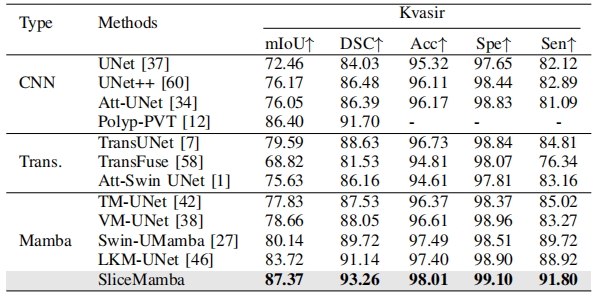 Type Methods Kvasir
mIoU↑ DSC↑ Acc↑ Spe↑ Sen↑
UNet [37] 72.46 84.03 95.32 97.65 82.12
CNN UNet++ [60] 76.17 86.48 96.11 98.44 82.89
Att-UNet [34] 76.05 86.39 96.17 98.83 81.09
Polyp-PVT [12] 86.40 91.70 - - -
TransUNet [7] 79.59 88.63 96.73 98.84 84.81
Trans. TransFuse [58] 68.82 81.53 94.81 98.07 76.34
Att-Swin UNet [1] 75.63 86.16 94.61 97.81 83.16
TM-UNet [42] 77.83 87.53 96.37 98.37 85.02
VM-UNet [38] 78.66 88.05 96.61 98.96 83.27
Mamba Swin-UMamba [27] 80.14 89.72 97.49 98.51 89.72
LKM-UNet [46] 83.72 91.14 97.40 98.90 88.92
SliceMamba 87.37 93.26 98.01 99.10 91.80